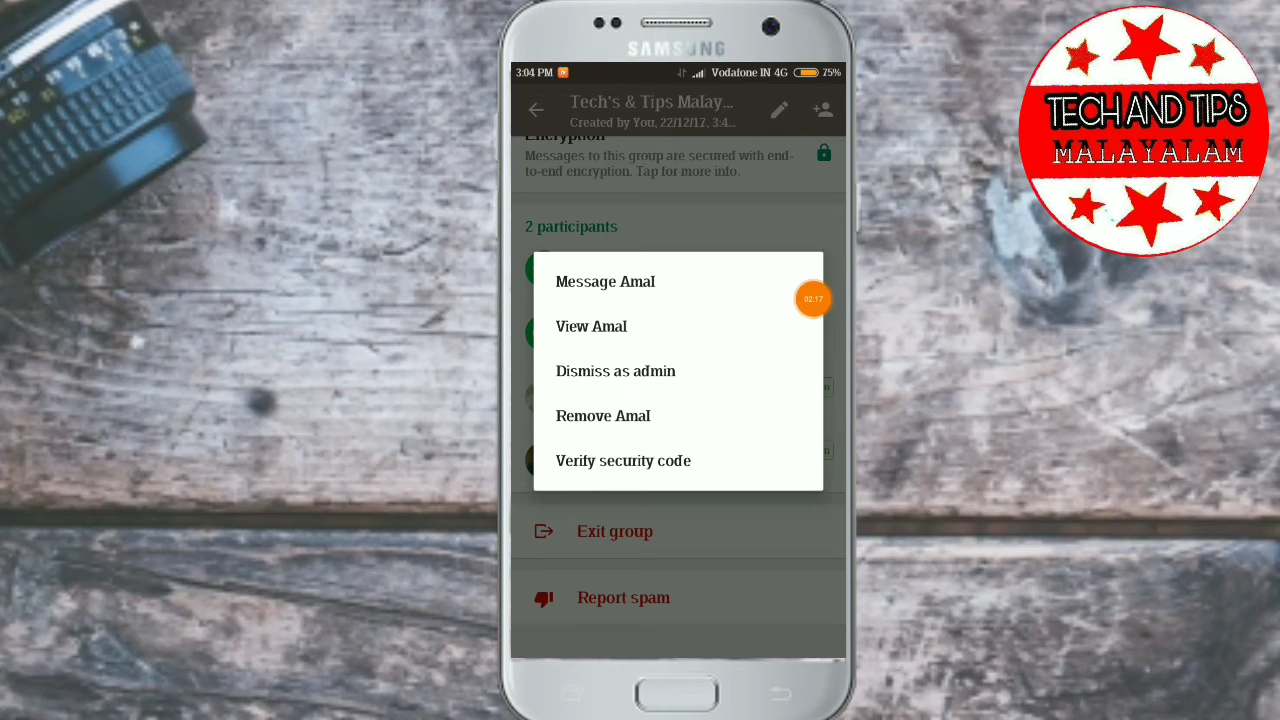 SAMSUNG
3:04 PM
Vodafone IN 4G 75%
Tech's & Tips Malay...
Created by You, 22/12/17, 3:4...
Encryption
Messages to this group are secured with end-
to-end encryption. Tap for more info.
2 participants
Message Amal
02:17
View Amal
Dismiss as admin
Remove Amal
Verify security code
Exit group
Report spam
TECH AND TIPS
MALAYALAM